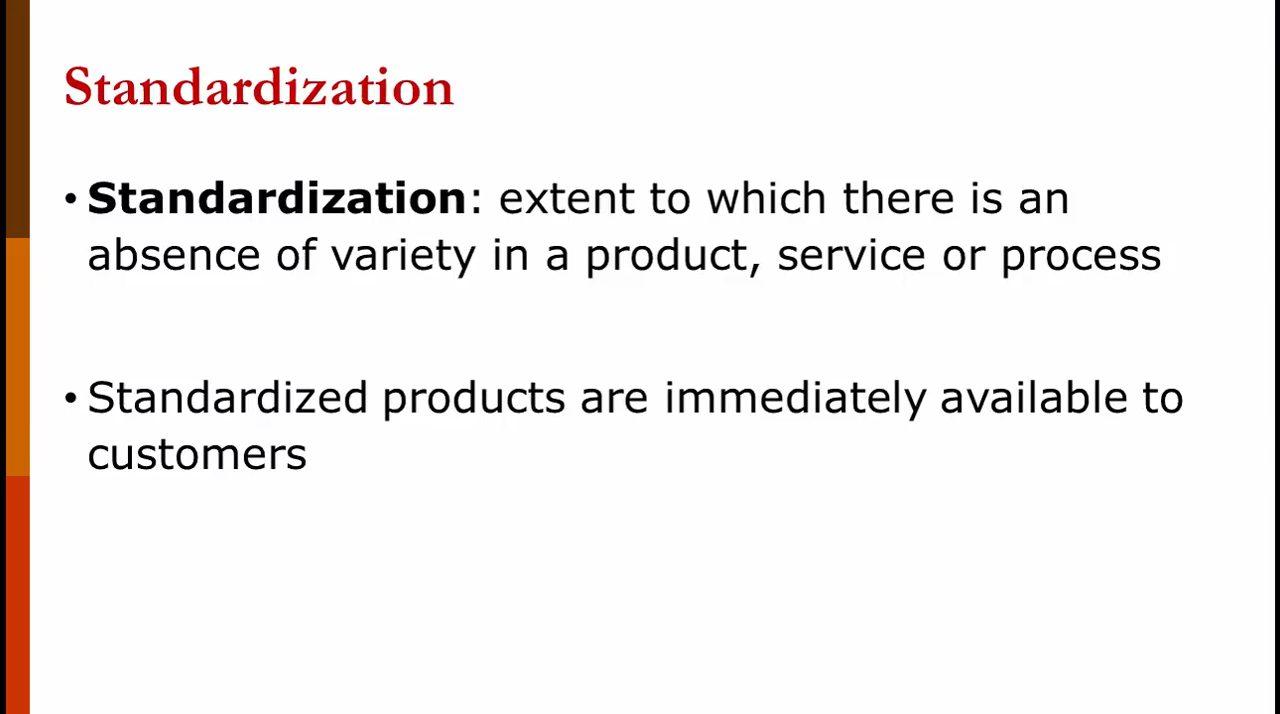 Standardization
• Standardization: extent to which there is an
absence of variety in a product, service or process
• Standardized products are immediately available to
customers